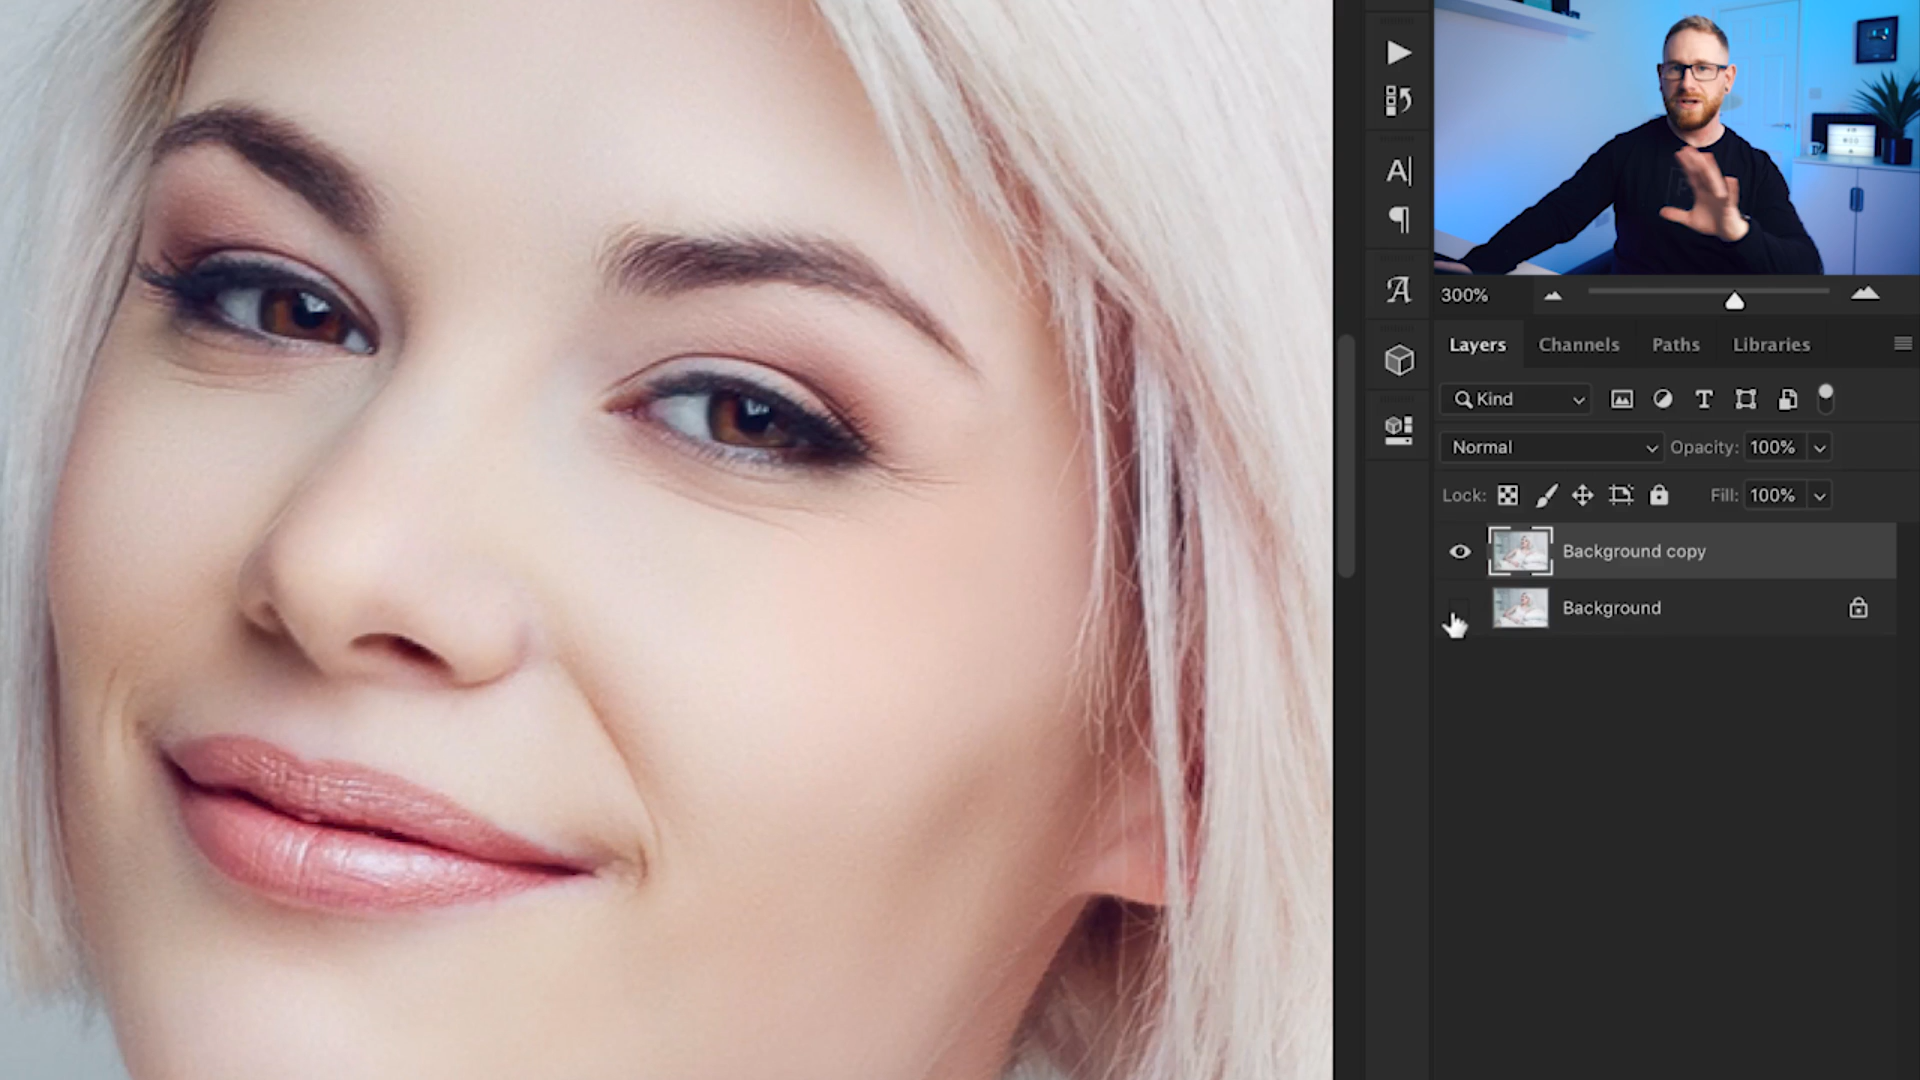 300%
Layers Channels Paths Libraries
Kind
Normal Opacity: 100%
Lock: Fill: 100%
Background copy
Background